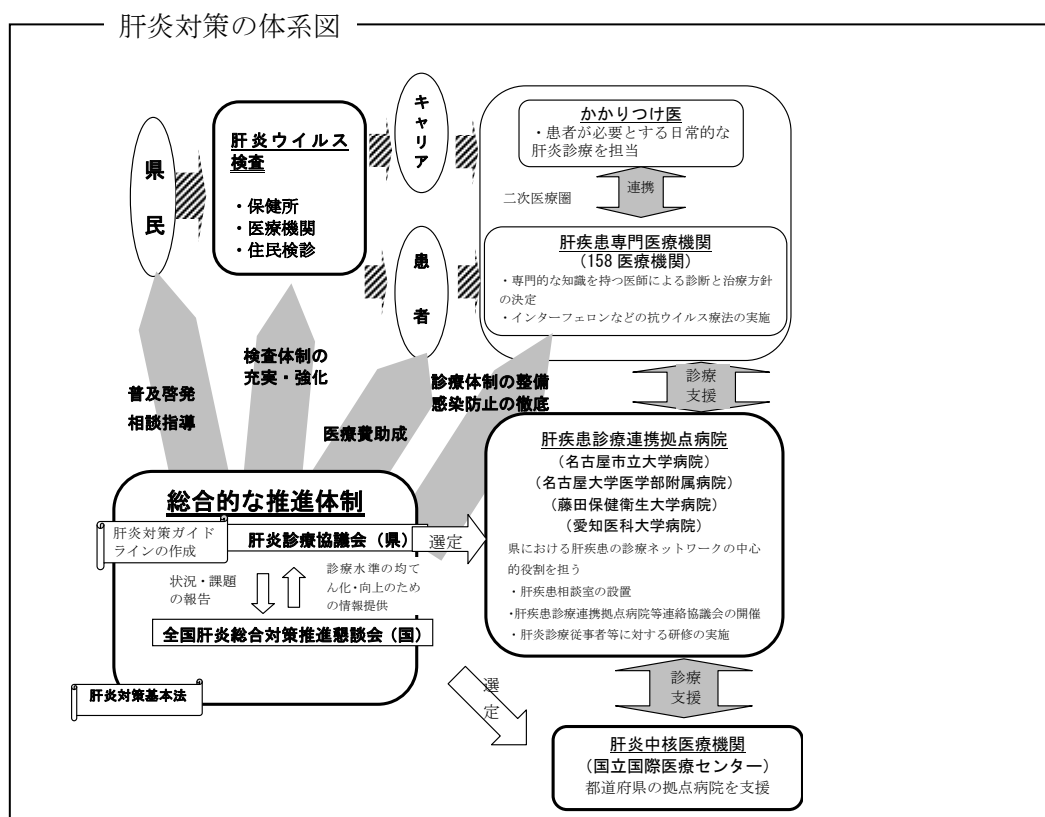 肝炎対策の体系図
県民
肝炎ウイルス
検査
・保健所
・医療機関
・住民検診
キャリア
患者
かかりつけ医
・患者が必要とする日常的な
肝炎診療を担当
連携
二次医療圏
肝疾患専門医療機関
(158 医療機関)
・専門的な知識を持つ医師による診断と治療方針
の決定
・インターフェロンなどの抗ウイルス療法の実施
普及啓発
相談指導
検査体制の
充実・強化
医療費助成
診療体制の整備
感染防止の徹底
診療
支援
肝疾患診療連携拠点病院
(名古屋市立大学病院)
(名古屋大学医学部附属病院)
(藤田保健衛生大学病院)
(愛知医科大学病院)
県における肝疾患の診療ネットワークの中心
的役割を担う
・肝疾患相談室の設置
・肝疾患診療連携拠点病院等連絡協議会の開催
・肝炎診療従事者等に対する研修の実施
総合的な推進体制
肝炎対策ガイド
ラインの作成
肝炎診療協議会（県）
選定
状況・課題
の報告
診療水準の均て
ん化・向上のため
の情報提供
全国肝炎総合対策推進懇談会（国）
肝炎対策基本法
選定
診療
支援
肝炎中核医療機関
（国立国際医療センター）
都道府県の拠点病院を支援